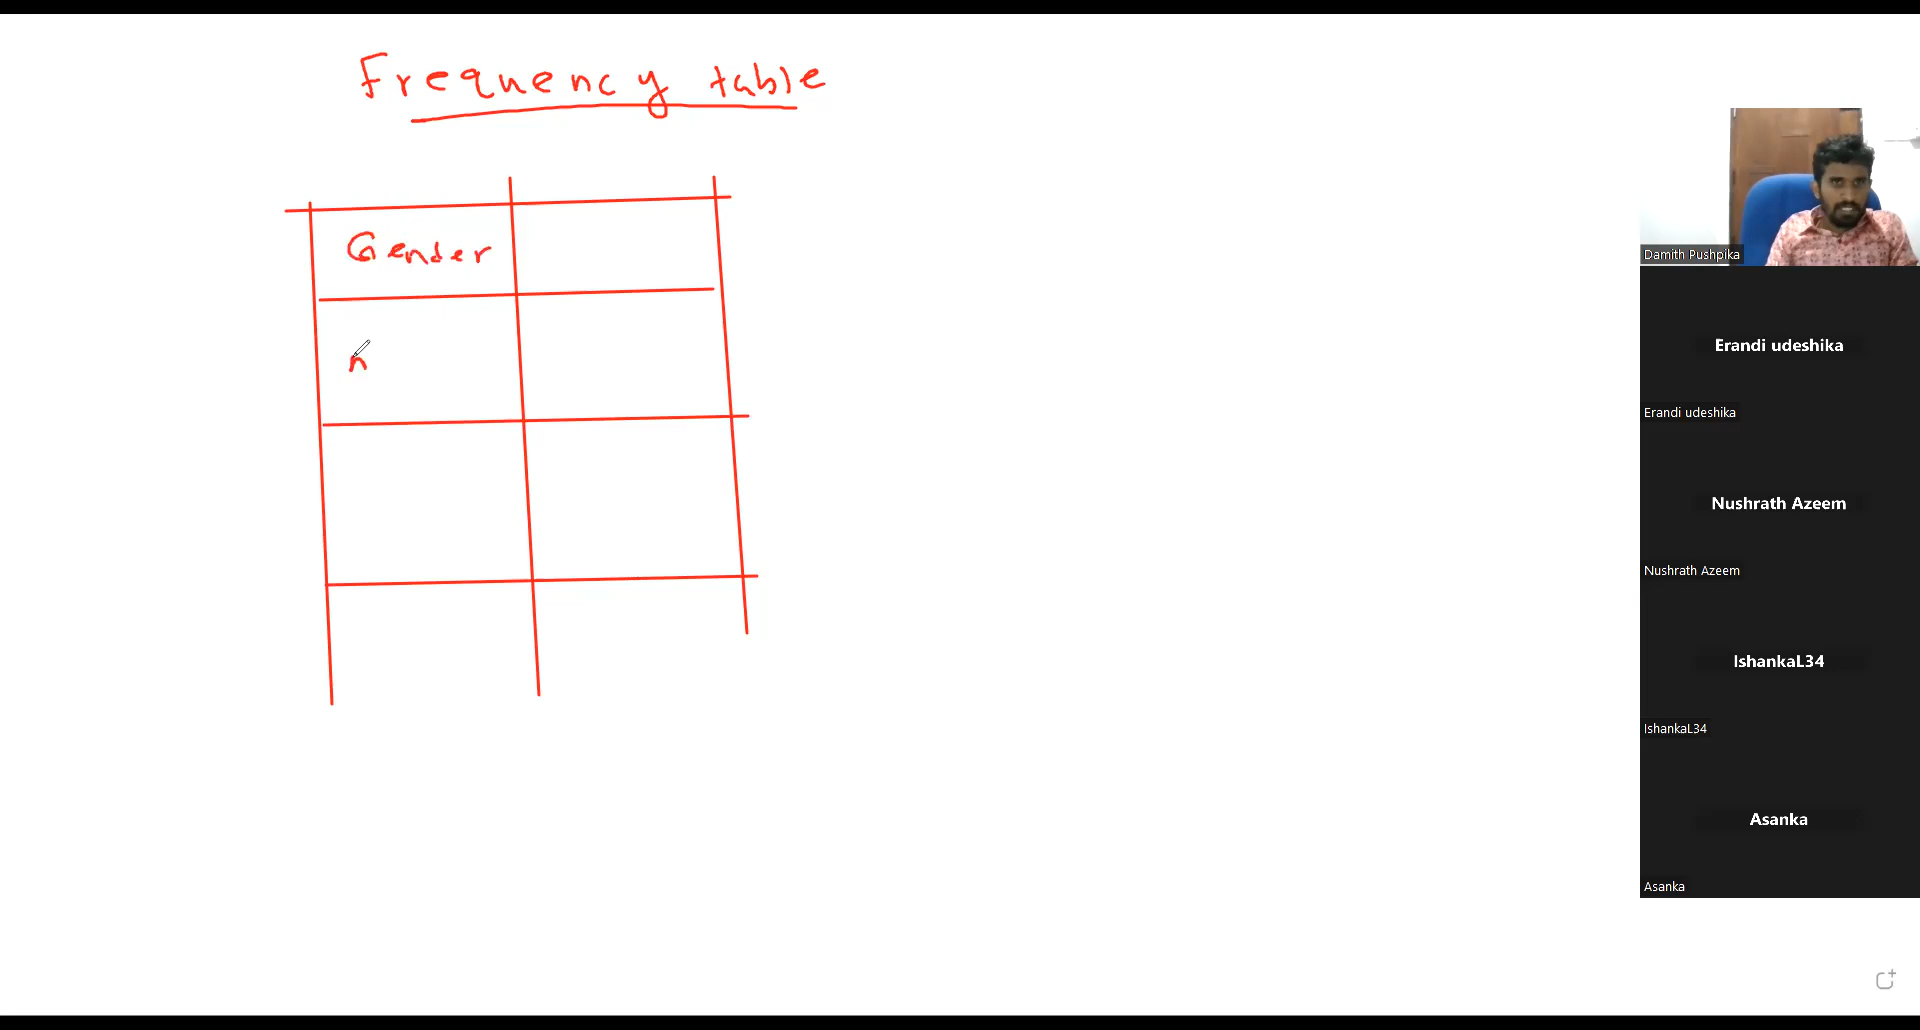 Frequency table
Gender
n
Damith Pushpika
Erandi udeshika
Erandi udeshika
Nushrath Azeem
Nushrath Azeem
IshankaL34
IshankaL34
Asanka
Asanka